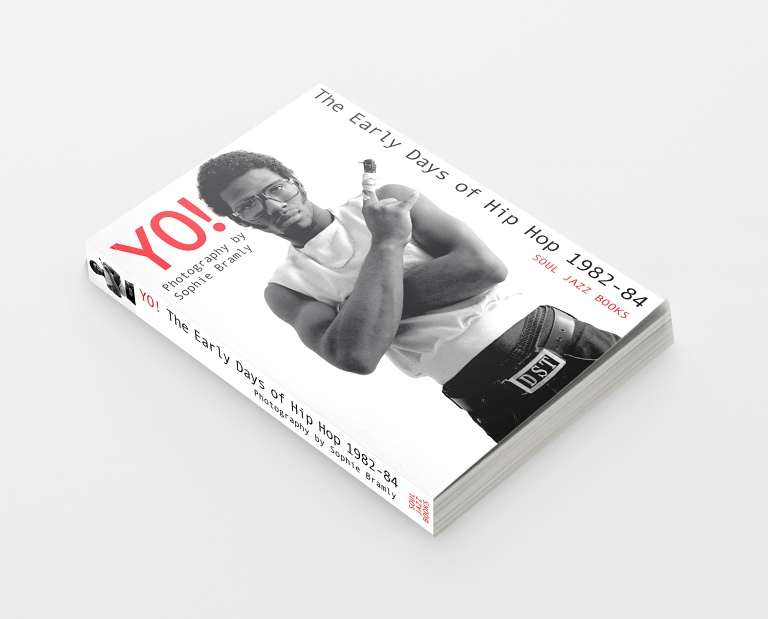 The Early Days of Hip Hop 1982-84
SOUL JAZZ BOOKS
YO!
Photography by
Sophie Bramly
DST
YO! The Early Days of Hip Hop 1982-84
Photography by Sophie Bramly
SOUL
JAZZ
BOOKS